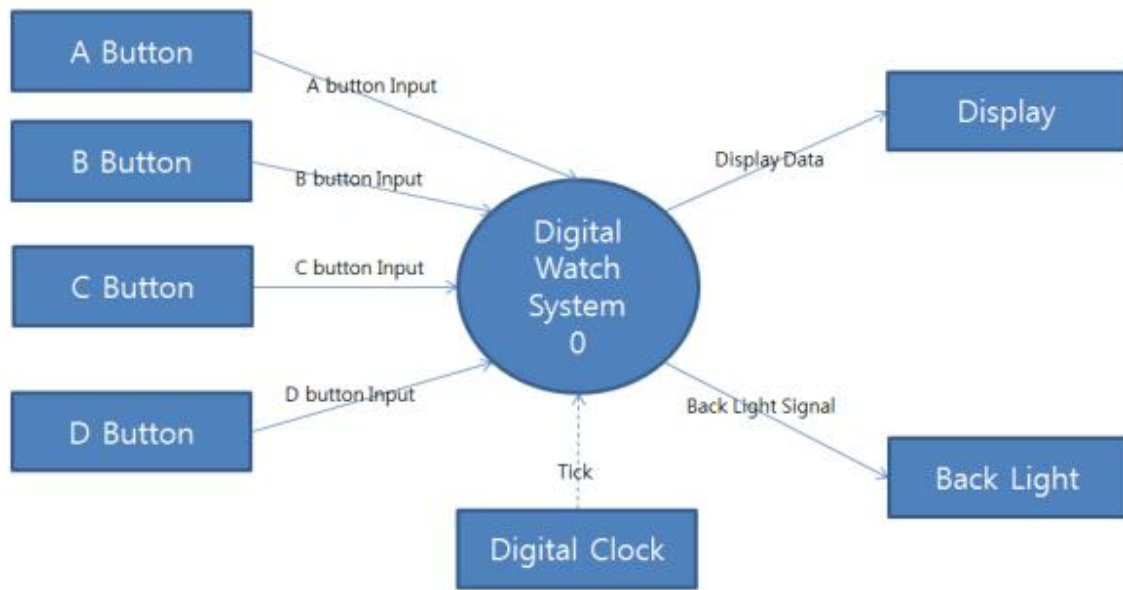 A Button
A button Input
Display
B Button
Display Data
B button Input
Digital
Watch
System
0
C button Input
C Button
D button Input
D Button
Back Light Signal
Tick
Back Light
Digital Clock